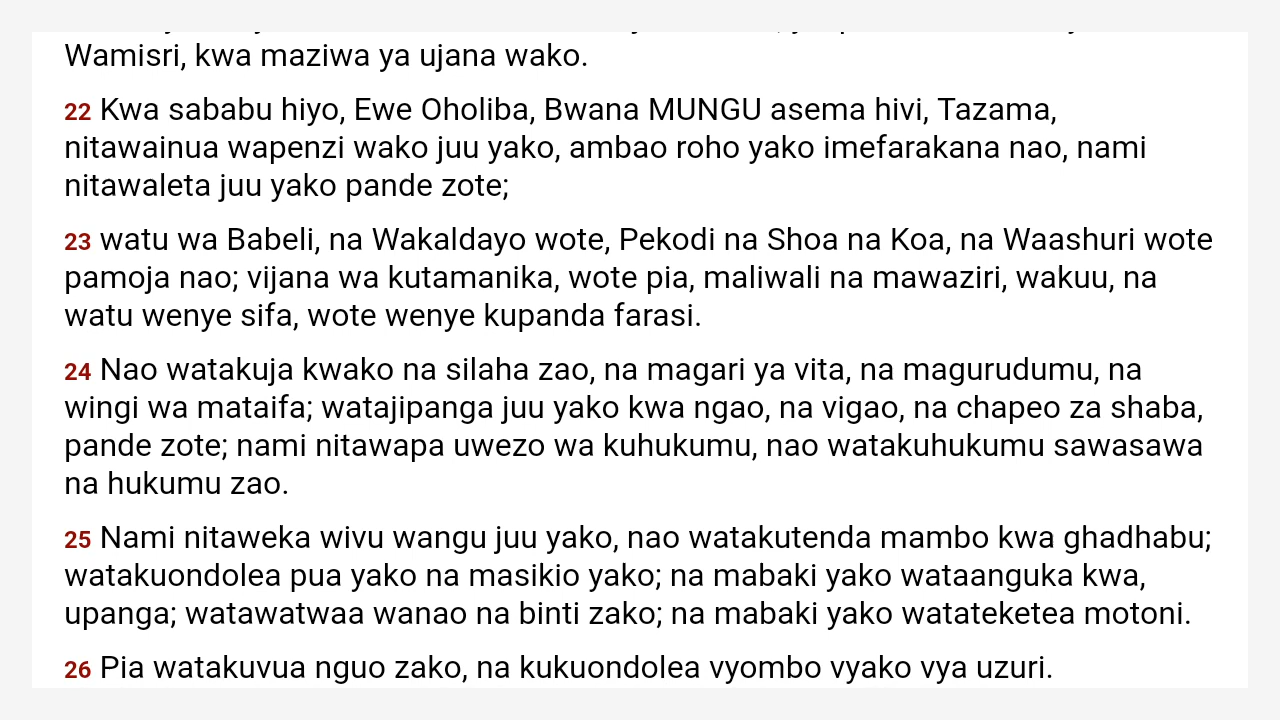 Wamisri, kwa maziwa ya ujana wako.
22 Kwa sababu hiyo, Ewe Oholiba, Bwana MUNGU asema hivi, Tazama,
nitawainua wapenzi wako juu yako, ambao roho yako imefarakana nao, nami
nitawaleta juu yako pande zote;
23 watu wa Babeli, na Wakaldayo wote, Pekodi na Shoa na Koa, na Waashuri wote
pamoja nao; vijana wa kutamanika, wote pia, maliwali na mawaziri, wakuu, na
watu wenye sifa, wote wenye kupanda farasi.
24 Nao watakuja kwako na silaha zao, na magari ya vita, na magurudumu, na
wingi wa mataifa; watajipanga juu yako kwa ngao, na vigao, na chapeo za shaba,
pande zote; nami nitawapa uwezo wa kuhukumu, nao watakuhukumu sawasawa
na hukumu zao.
25 Nami nitaweka wivu wangu juu yako, nao watakutenda mambo kwa ghadhabu;
watakuondolea pua yako na masikio yako; na mabaki yako wataanguka kwa,
upanga; watawatwaa wanao na binti zako; na mabaki yako watateketea motoni.
26 Pia watakuvua nguo zako, na kukuondolea vyombo vyako vya uzuri.